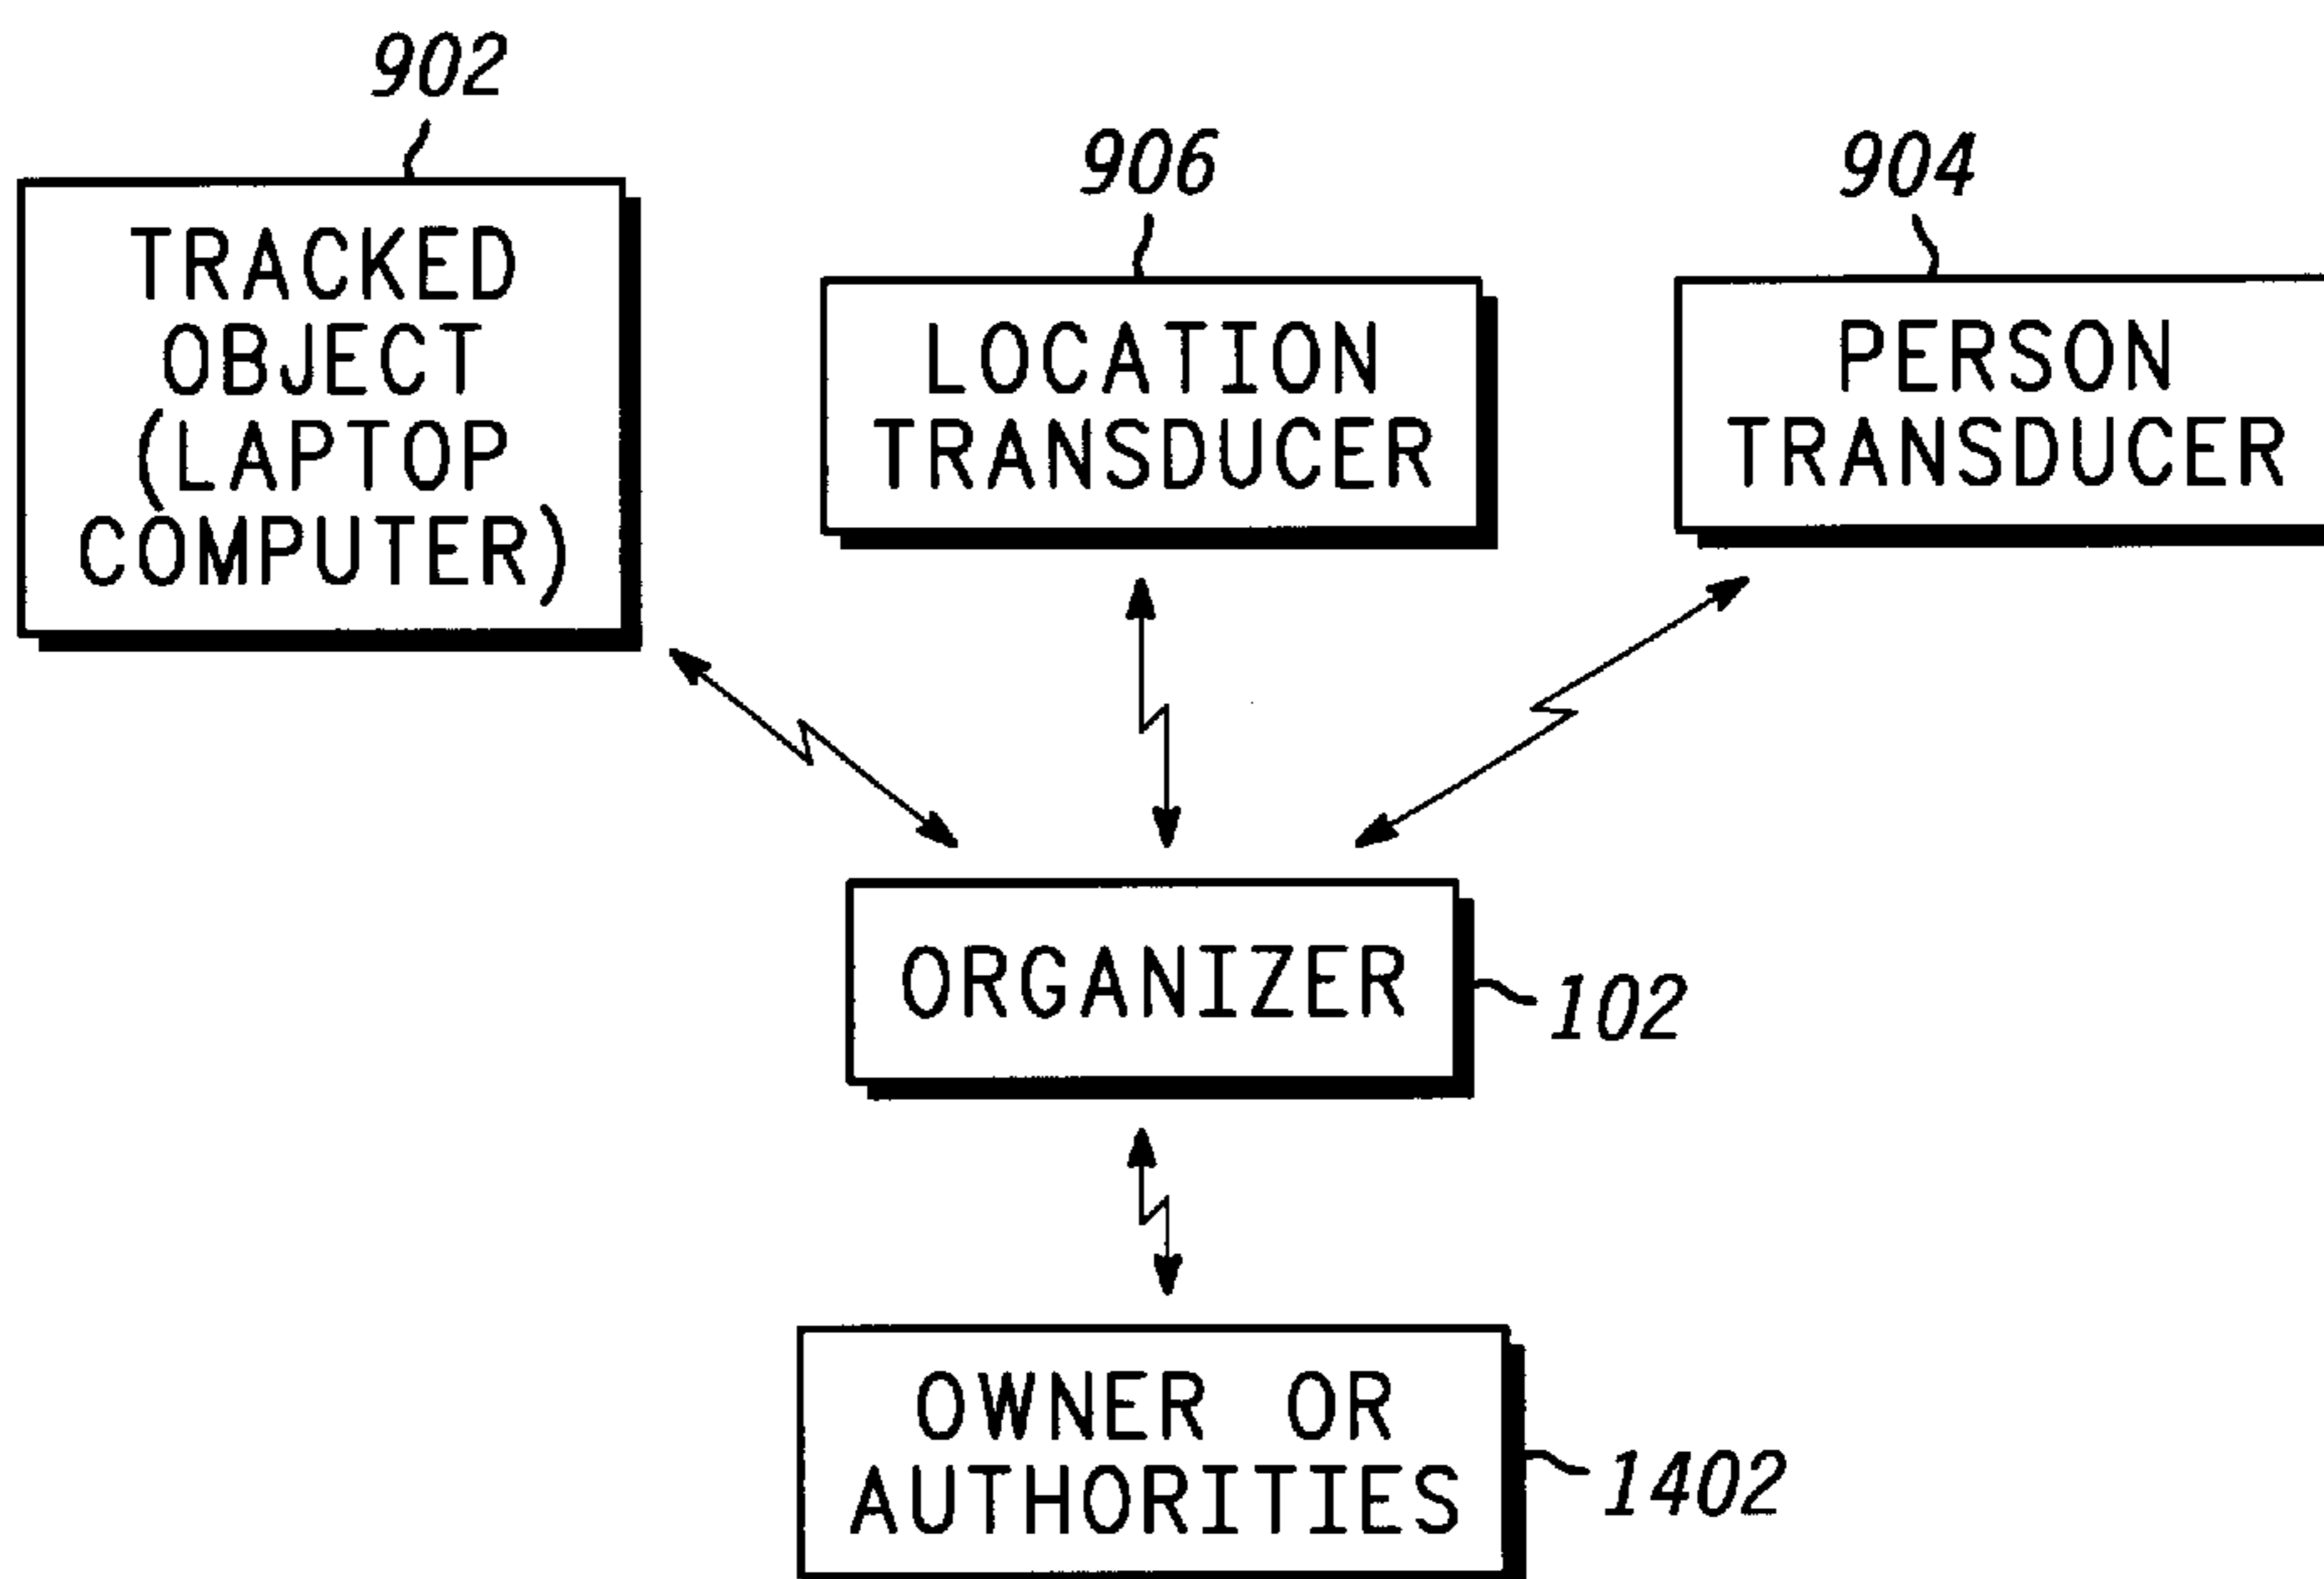 902
TRACKED
OBJECT
(LAPTOP
COMPUTER)
906
LOCATION
TRANSDUCER
904
PERSON
TRANSDUCER
ORGANIZER
102
OWNER OR
AUTHORITIES
1402